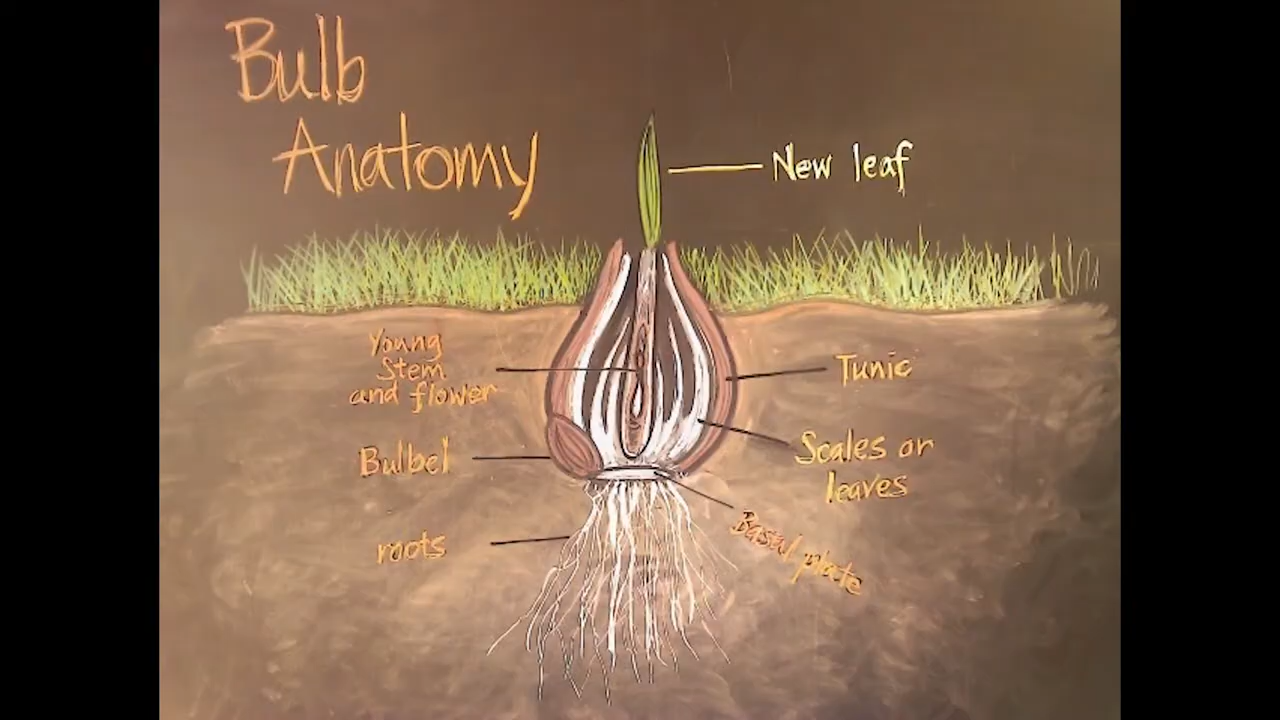 Bulb
Anatomy
New leaf
Young
Stem
and flower
Tunic
Bulbel
Scales or
leaves
roots
Basal plate